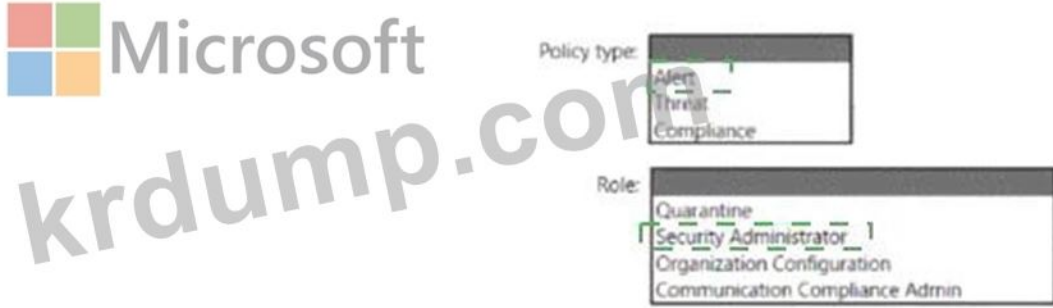 Microsoft
krdump.com
Policy type:
Alert
Threat
Compliance
Role:
Quarantine
Security Administrator
Organization Configuration
Communication Compliance Admin